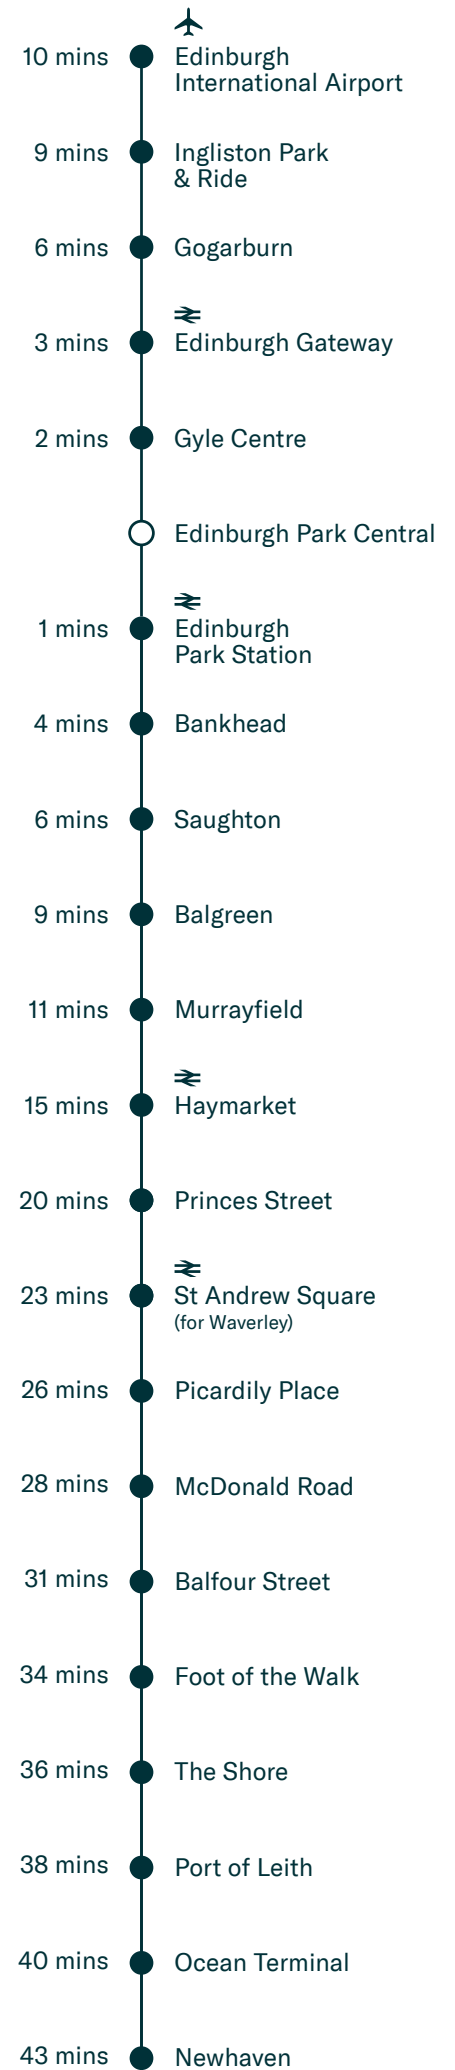 10 mins
Edinburgh
International Airport
9 mins
Ingliston Park
& Ride
6 mins
Gogarburn
3 mins
Edinburgh Gateway
2 mins
Gyle Centre
Edinburgh Park Central
1 mins
Edinburgh
Park Station
4 mins
Bankhead
6 mins
Saughton
9 mins
Balgreen
11 mins
Murrayfield
15 mins
Haymarket
20 mins
Princes Street
23 mins
St Andrew Square
(for Waverley)
26 mins
Picardily Place
28 mins
McDonald Road
31 mins
Balfour Street
34 mins
Foot of the Walk
36 mins
The Shore
38 mins
Port of Leith
40 mins
Ocean Terminal
43 mins
Newhaven